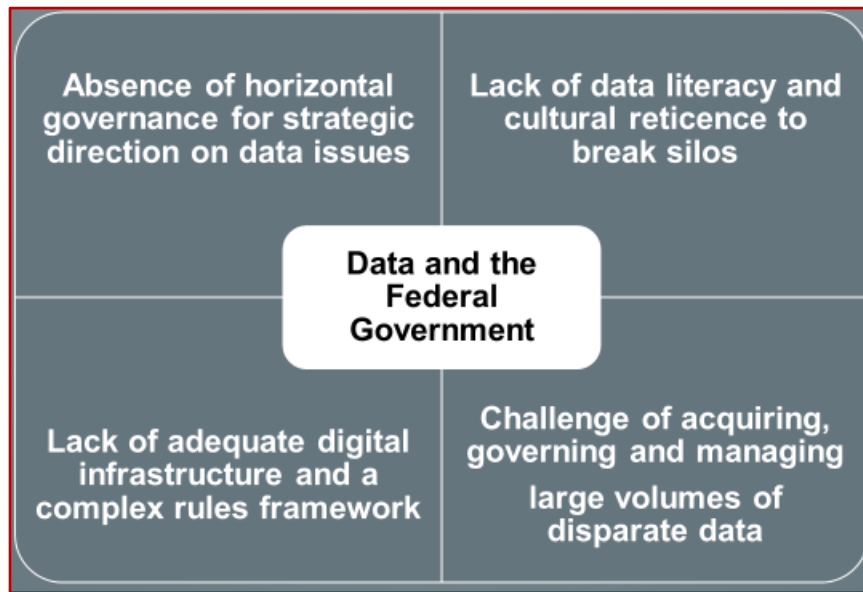 Absence of horizontal
governance for strategic
direction on data issues
Lack of data literacy and
cultural reticence to
break silos
Data and the
Federal
Government
Lack of adequate digital
infrastructure and a
complex rules framework
Challenge of acquiring,
governing and managing
large volumes of
disparate data